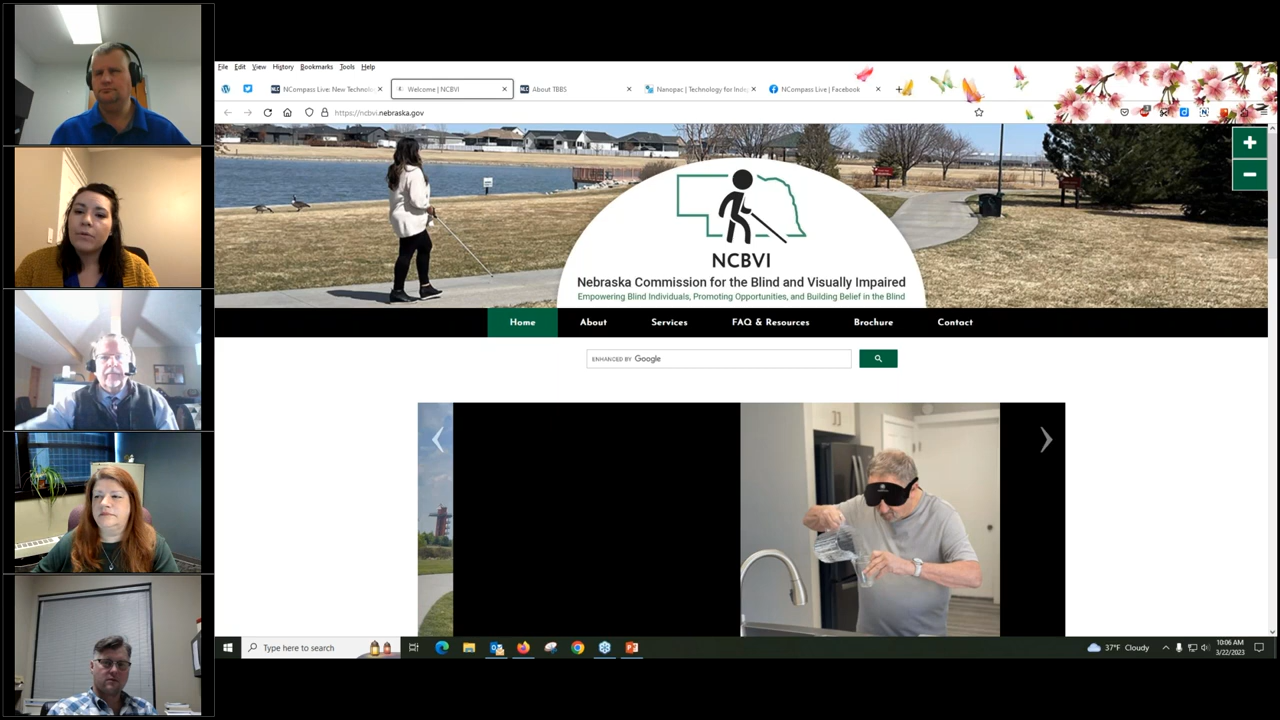 File Edit View History Bookmarks Tools Help
NCompass Live: New Technolo
Welcome | NCBVI
About TBBS
Nanopac | Technology for Inde
NCompass Live | Facebook
https://ncbvi.nebraska.gov
NCBVI
Nebraska Commission for the Blind and Visually Impaired
Empowering Blind Individuals, Promoting Opportunities, and Building Belief in the Blind
Home About Services FAQ & Resources Brochure Contact
ENHANCED BY Google
Type here to search
37°F Cloudy
10:06 AM
3/22/2023